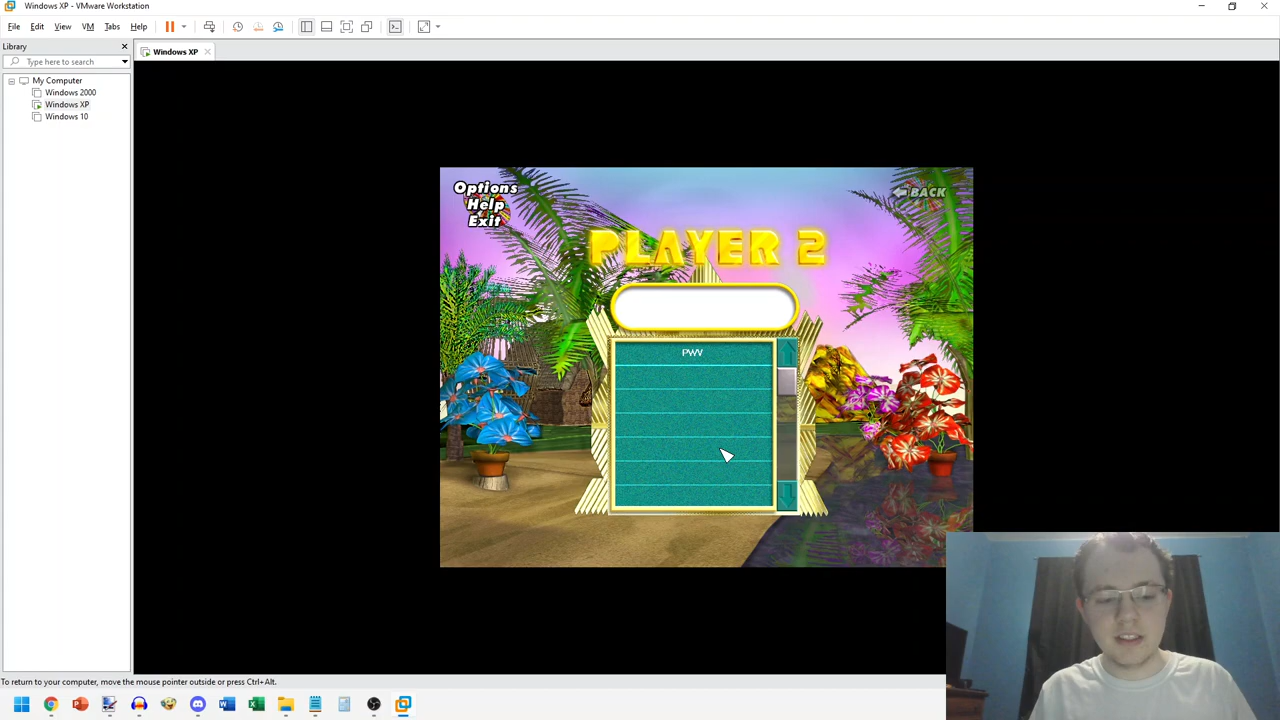 Windows XP - VMware Workstation
File Edit View VM Tabs Help
Library
Type here to search
My Computer
Windows 2000
Windows XP
Windows 10
Windows XP
Options
Help
Exit
BACK
PLAYER 2
PWV
To return to your computer, move the mouse pointer outside or press Ctrl+Alt.